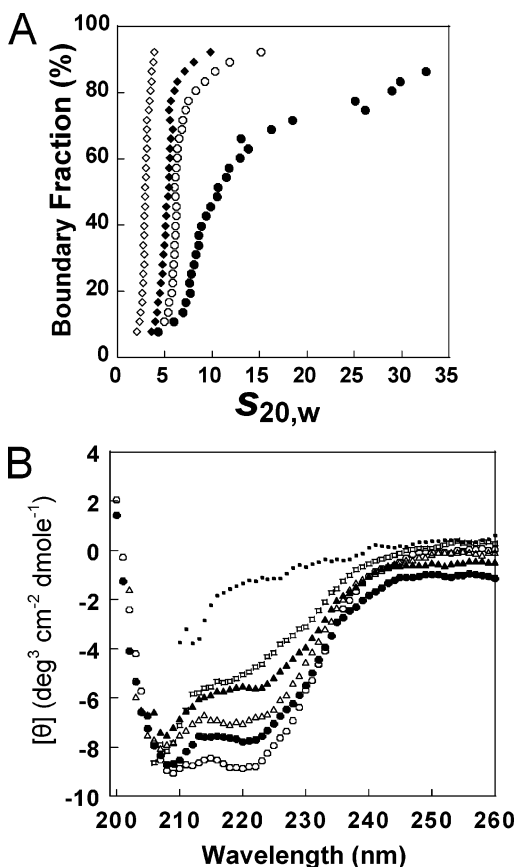 A
Boundary Fraction (%)
100
80
60
40
20
0
0 5 10 15 20 25 30 35
S20,w
B
[θ] (deg³ cm⁻² dmole⁻¹)
4
2
0
-2
-4
-6
-8
-10
200 210 220 230 240 250 260
Wavelength (nm)